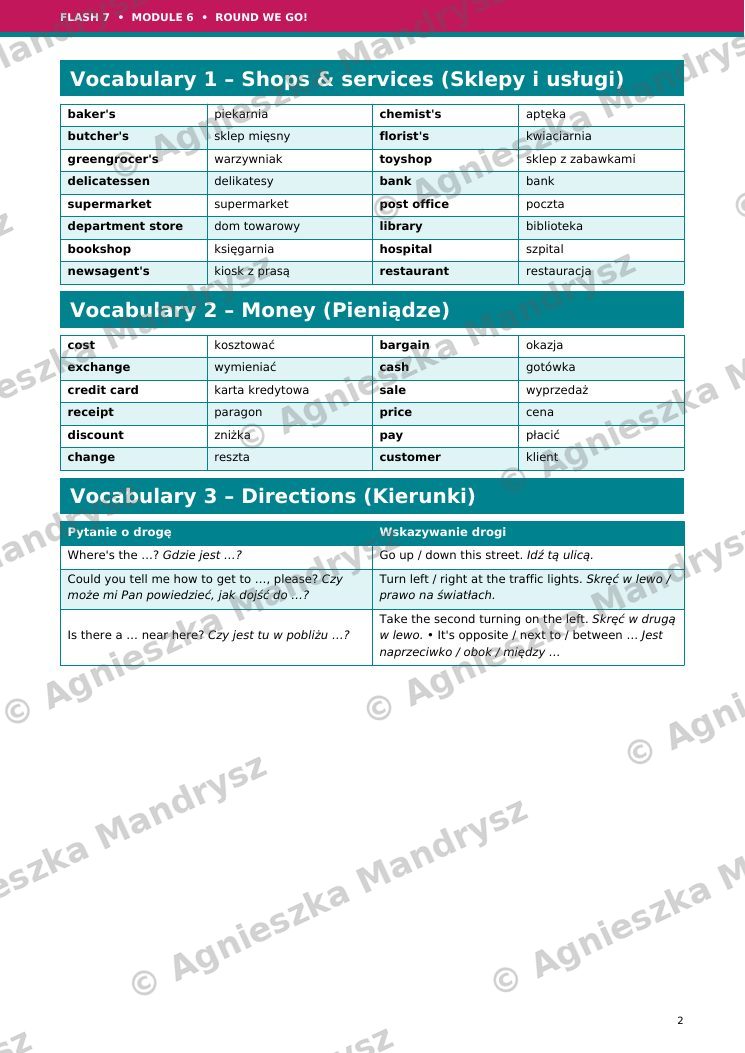 FLASH 7 • MODULE 6 • ROUND WE GO!
Vocabulary 1 – Shops & services (Sklepy i usługi)
baker's piekarnia chemist's apteka
butcher's sklep mięsny florist's kwiaciarnia
greengrocer's warzywniak toyshop sklep z zabawkami
delicatessen delikatesy bank bank
supermarket supermarket post office poczta
department store dom towarowy library biblioteka
bookshop księgarnia hospital szpital
newsagent's kiosk z prasą restaurant restauracja
Vocabulary 2 – Money (Pieniądze)
cost kosztować bargain okazja
exchange wymieniać cash gotówka
credit card karta kredytowa sale wyprzedaż
receipt paragon price cena
discount zniżka pay płacić
change reszta customer klient
Vocabulary 3 – Directions (Kierunki)
Pytanie o drogę Wskazywanie drogi
Where's the …? Gdzie jest …? Go up / down this street. Idź tą ulicą.
Could you tell me how to get to …, please? Czy
może mi Pan powiedzieć, jak dojść do …?
Turn left / right at the traffic lights. Skręć w lewo /
prawo na światłach.
Is there a … near here? Czy jest tu w pobliżu …?
Take the second turning on the left. Skręć w drugą
w lewo. • It's opposite / next to / between … Jest
naprzeciwko / obok / między …
© Agnieszka Mandrysz
2